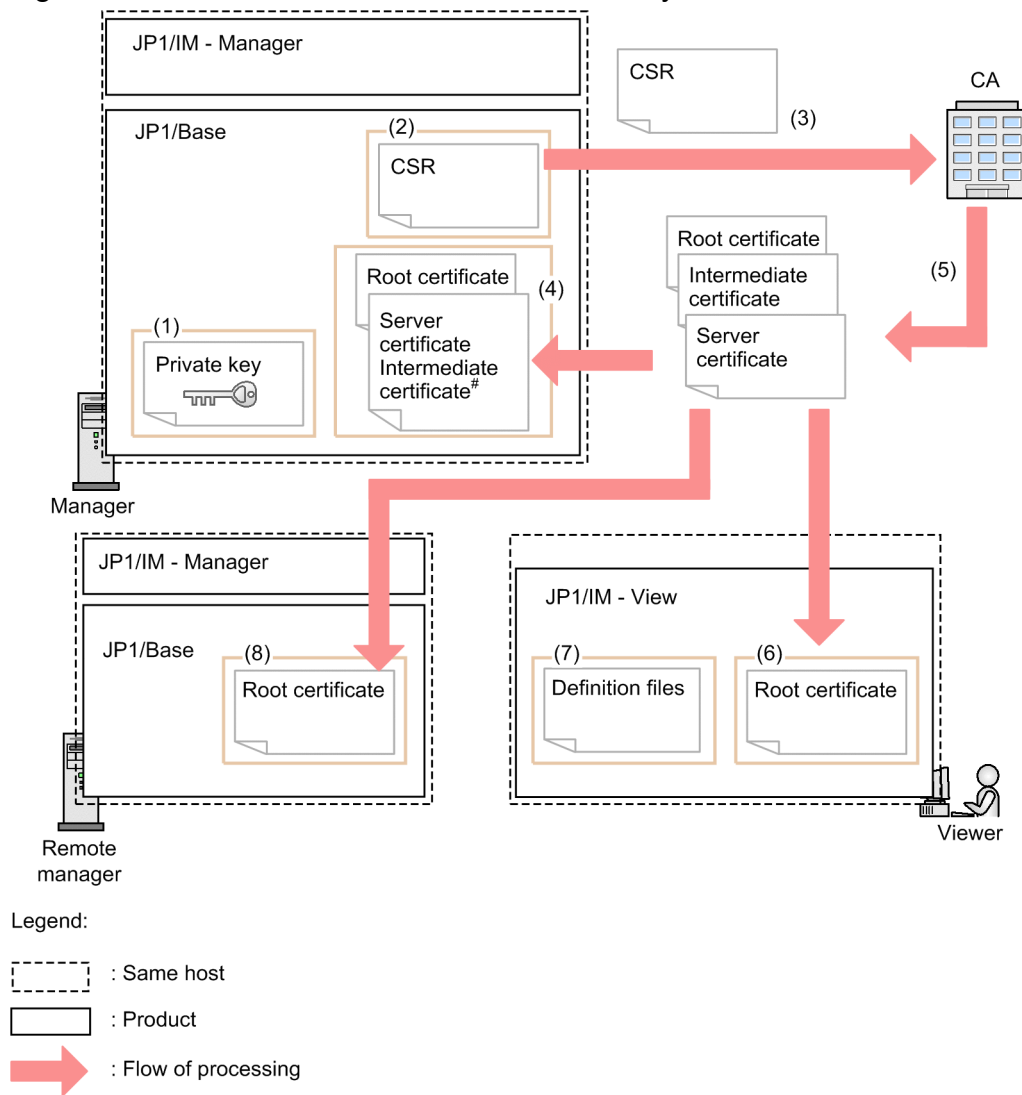 JP1/IM - Manager
CSR
(3)
CA
JP1/Base
(2)
CSR
Root certificate
(4)
Server
certificate
Intermediate
certificate#
(1)
Private key
Root certificate
Intermediate
certificate
Server
certificate
(5)
Manager
JP1/IM - Manager
JP1/Base
(8)
Root certificate
Remote
manager
JP1/IM - View
(7)
Definition files
(6)
Root certificate
Viewer
Legend:
: Same host
: Product
: Flow of processing